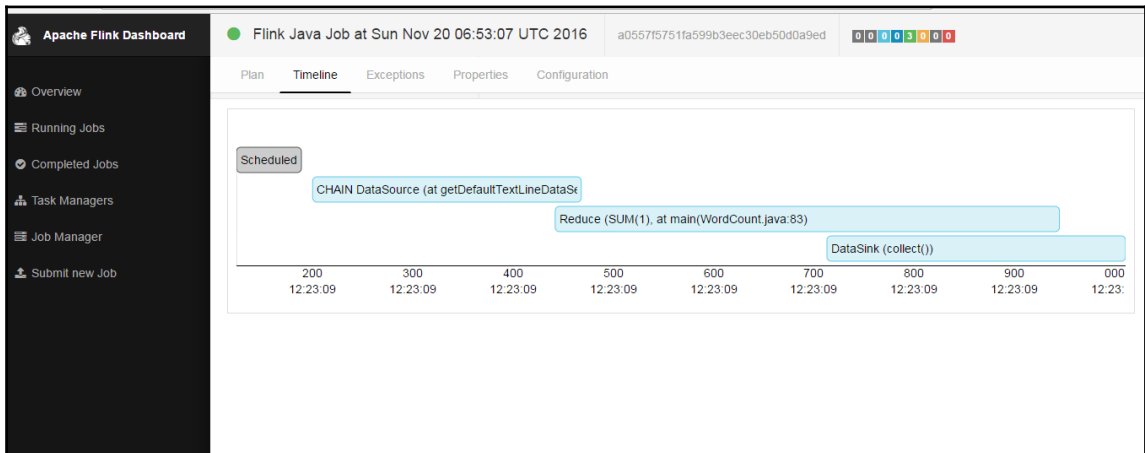 Apache Flink Dashboard
Flink Java Job at Sun Nov 20 06:53:07 UTC 2016
a0557f5751fa599b3eec30eb50d0a9ed
0 0 0 0 3 0 0 0
Plan Timeline Exceptions Properties Configuration
Overview
Running Jobs
Completed Jobs
Task Managers
Job Manager
Submit new Job
Scheduled
CHAIN DataSource (at getDefaultTextLineDataSe
Reduce (SUM(1), at main(WordCount.java:83)
DataSink (collect())
200 300 400 500 600 700 800 900 000
12:23:09 12:23:09 12:23:09 12:23:09 12:23:09 12:23:09 12:23:09 12:23:09 12:23: